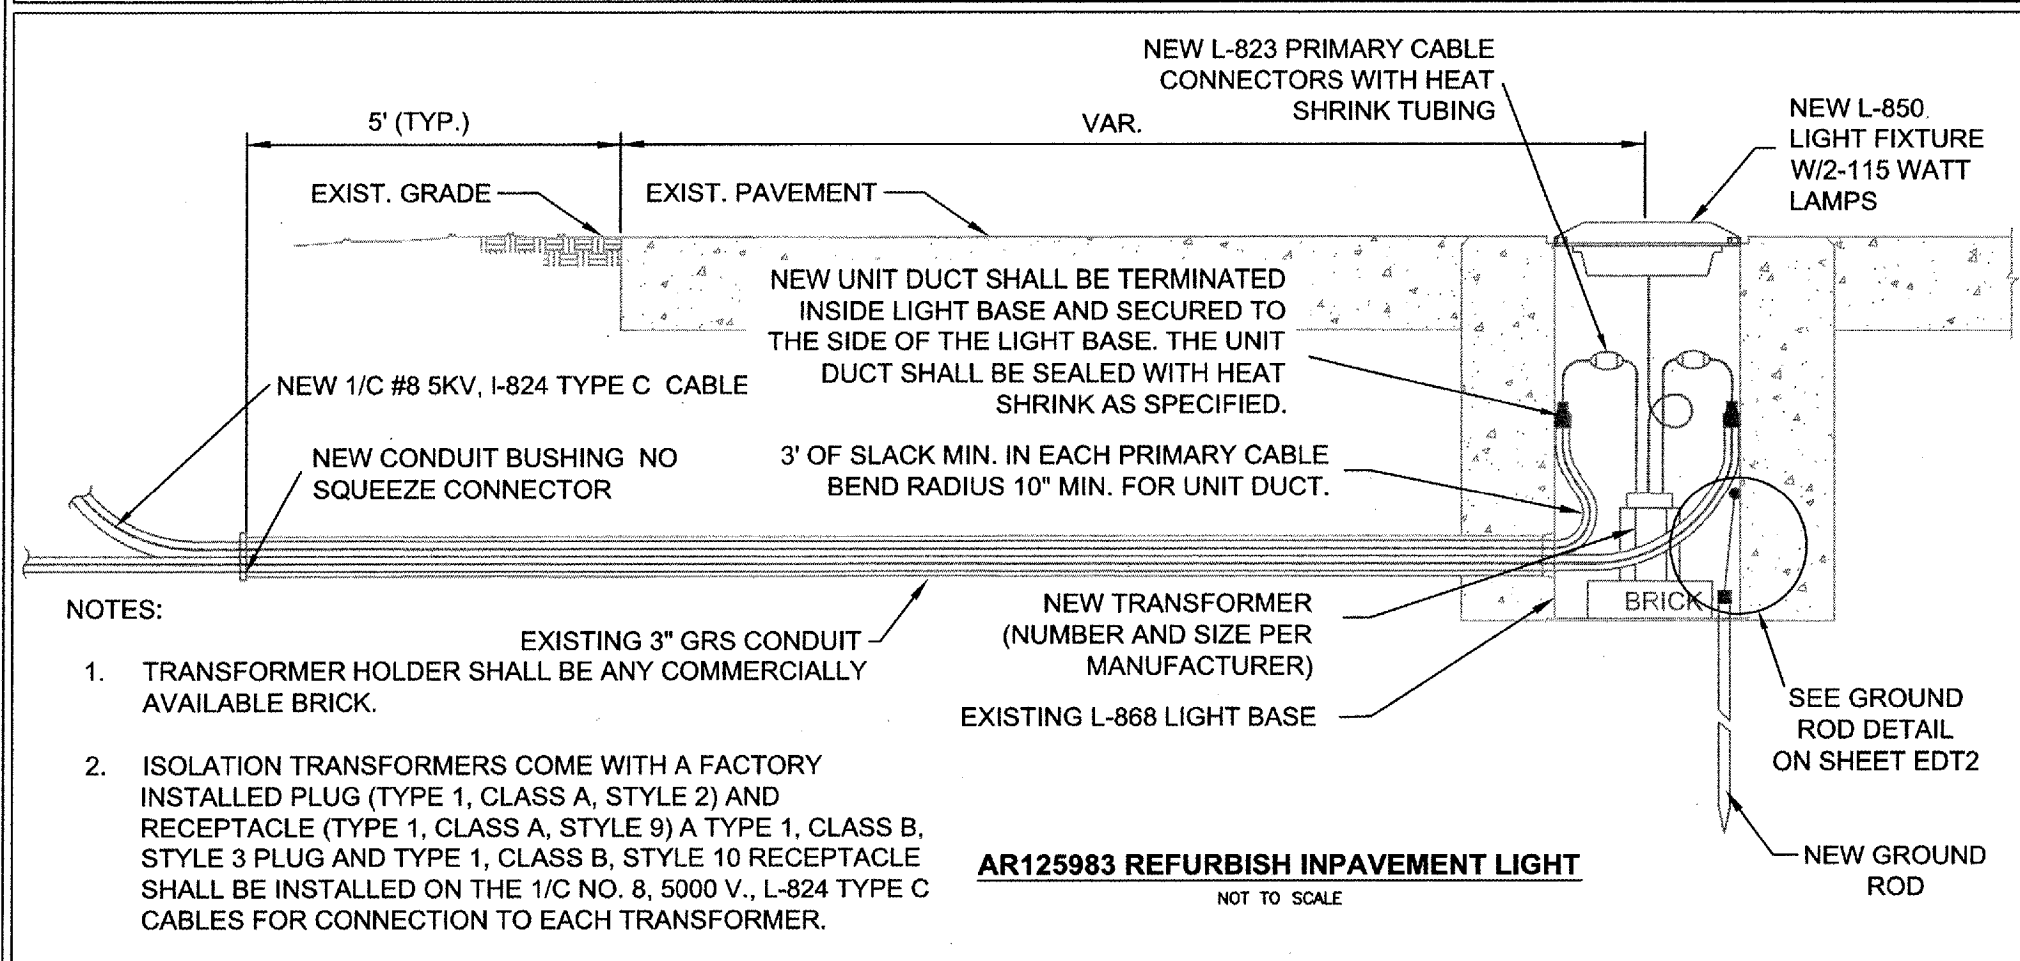 NEW L-823 PRIMARY CABLE
CONNECTORS WITH HEAT
SHRINK TUBING
5' (TYP.)
VAR.
NEW L-850
LIGHT FIXTURE
W/2-115 WATT
LAMPS
EXIST. GRADE
EXIST. PAVEMENT
NEW UNIT DUCT SHALL BE TERMINATED
INSIDE LIGHT BASE AND SECURED TO
THE SIDE OF THE LIGHT BASE. THE UNIT
DUCT SHALL BE SEALED WITH HEAT
SHRINK AS SPECIFIED.
NEW 1/C #8 5KV, I-824 TYPE C CABLE
NEW CONDUIT BUSHING NO
SQUEEZE CONNECTOR
3' OF SLACK MIN. IN EACH PRIMARY CABLE
BEND RADIUS 10" MIN. FOR UNIT DUCT.
BRICK
EXISTING 3" GRS CONDUIT
NEW TRANSFORMER
(NUMBER AND SIZE PER
MANUFACTURER)
EXISTING L-868 LIGHT BASE
SEE GROUND
ROD DETAIL
ON SHEET EDT2
NEW GROUND
ROD
NOTES:
1. TRANSFORMER HOLDER SHALL BE ANY COMMERCIALLY
AVAILABLE BRICK.
2. ISOLATION TRANSFORMERS COME WITH A FACTORY
INSTALLED PLUG (TYPE 1, CLASS A, STYLE 2) AND
RECEPTACLE (TYPE 1, CLASS A, STYLE 9) A TYPE 1, CLASS B,
STYLE 3 PLUG AND TYPE 1, CLASS B, STYLE 10 RECEPTACLE
SHALL BE INSTALLED ON THE 1/C NO. 8, 5000 V., L-824 TYPE C
CABLES FOR CONNECTION TO EACH TRANSFORMER.
AR125983 REFURBISH INPAVEMENT LIGHT
NOT TO SCALE